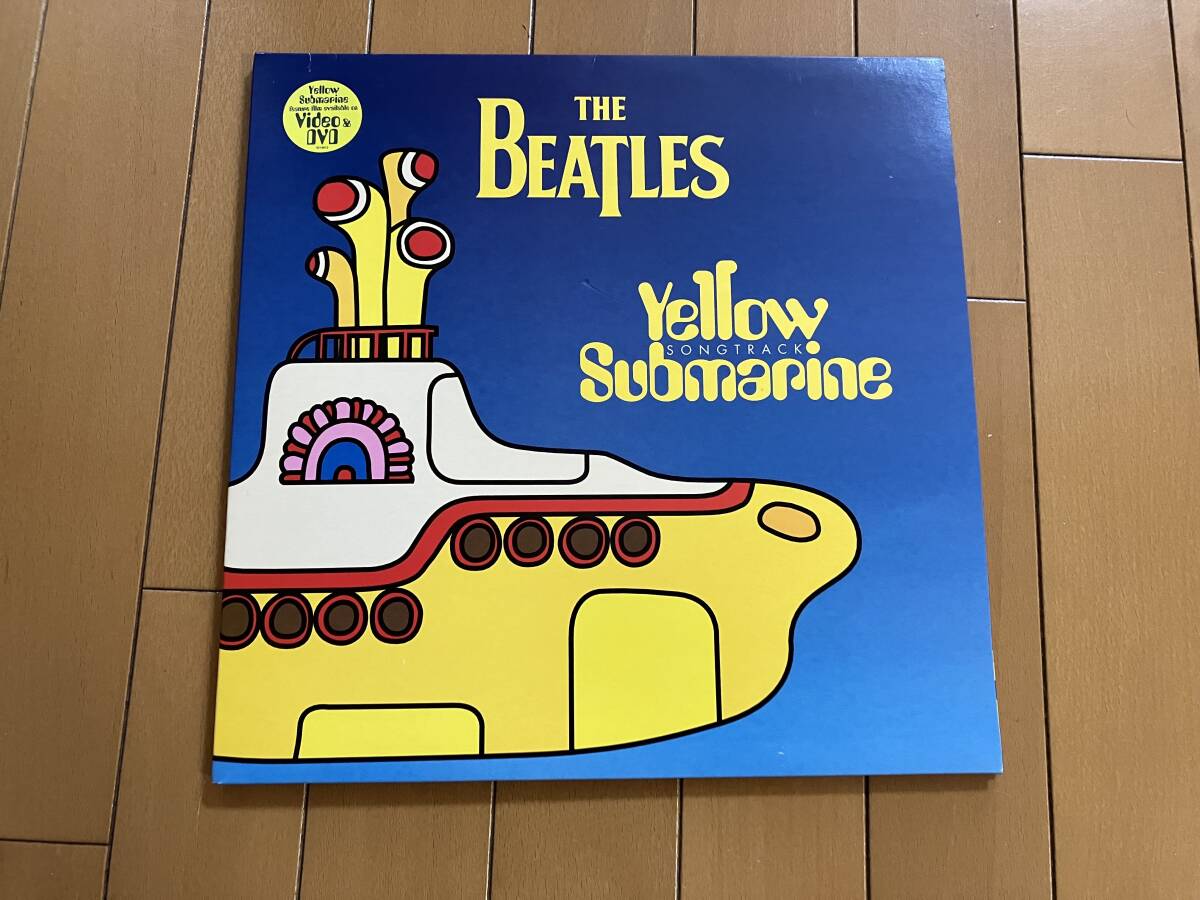 Yellow
Submarine
feature film available on
Video &
DVD
THE
BEATLES
Yellow
SONGTRACK
Submarine